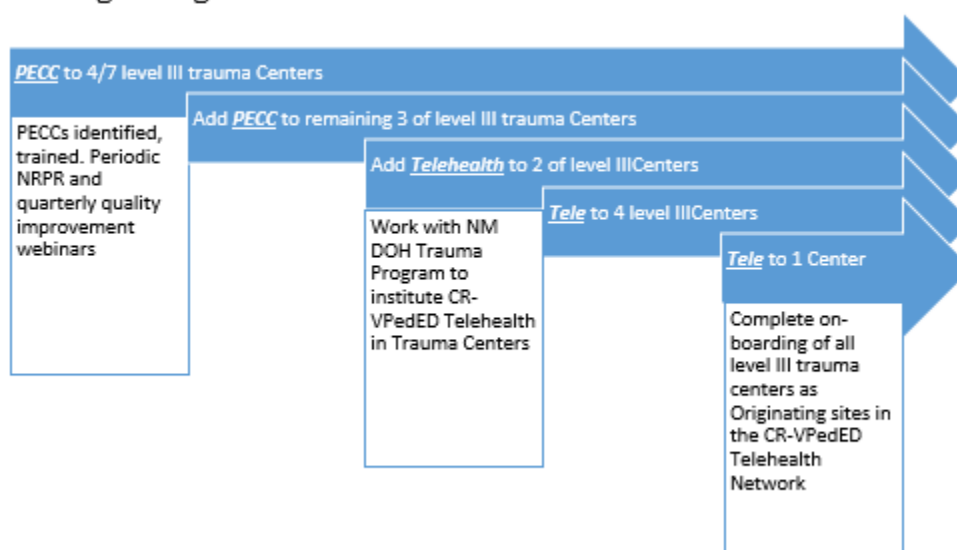 PECC to 4/7 level III trauma Centers
PECCs identified,
trained. Periodic
NRPR and
quarterly quality
improvement
webinars
Add PECC to remaining 3 of level III trauma Centers
Add Telehealth to 2 of level IIICenters
Work with NM
DOH Trauma
Program to
institute CR-
VPedED Telehealth
in Trauma Centers
Tele to 4 level IIICenters
Tele to 1 Center
Complete on-
boarding of all
level III trauma
centers as
Originating sites in
the CR-VPedED
Telehealth
Network